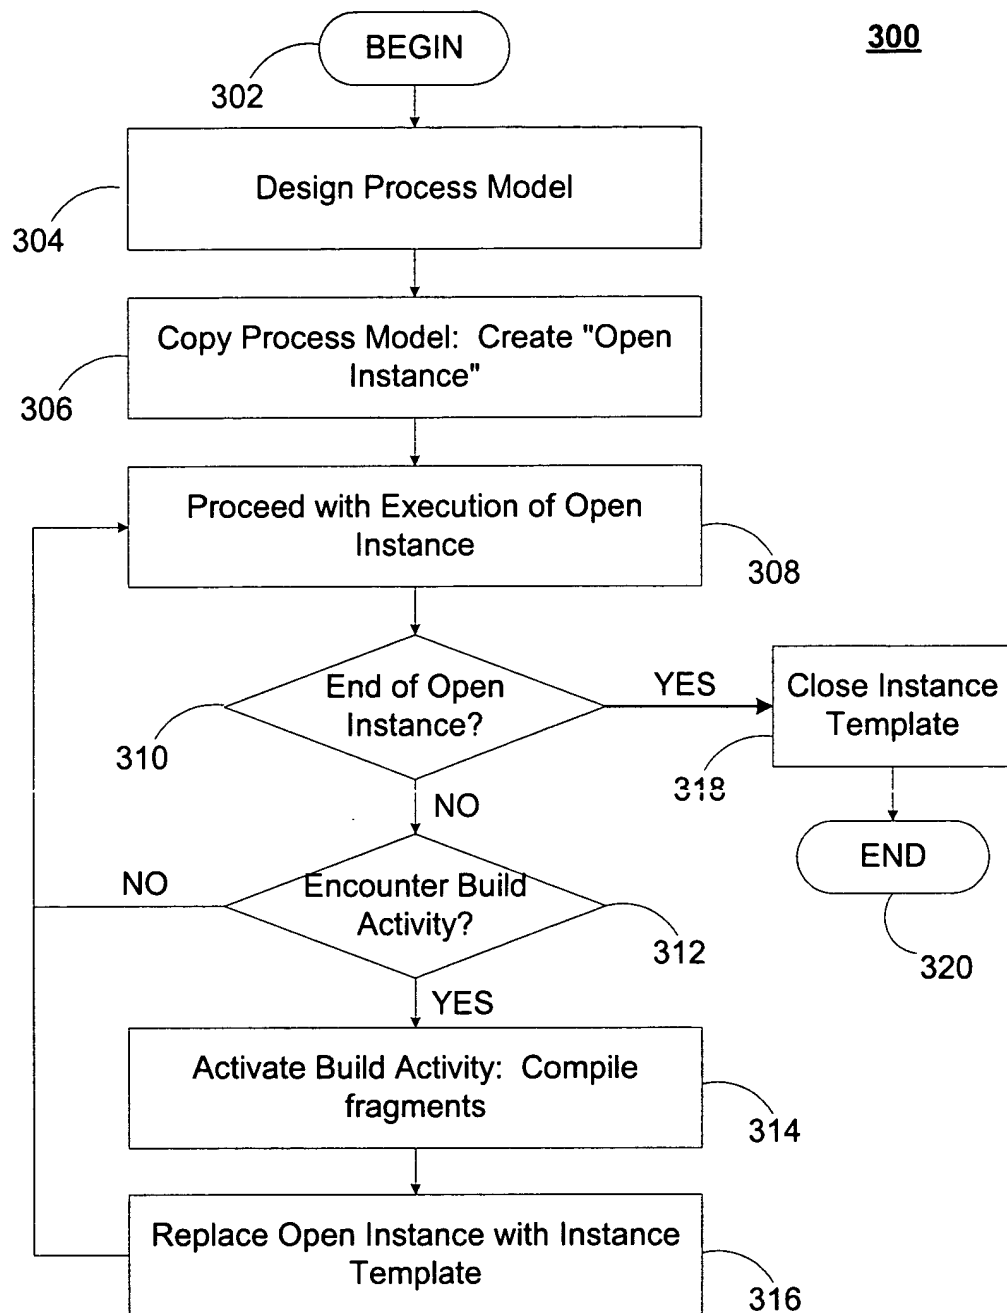 300
BEGIN
302
Design Process Model
304
Copy Process Model: Create "Open
Instance"
306
Proceed with Execution of Open
Instance
308
End of Open
Instance?
YES
310
Close Instance
Template
318
NO
END
320
NO
Encounter Build
Activity?
312
YES
Activate Build Activity: Compile
fragments
314
Replace Open Instance with Instance
Template
316